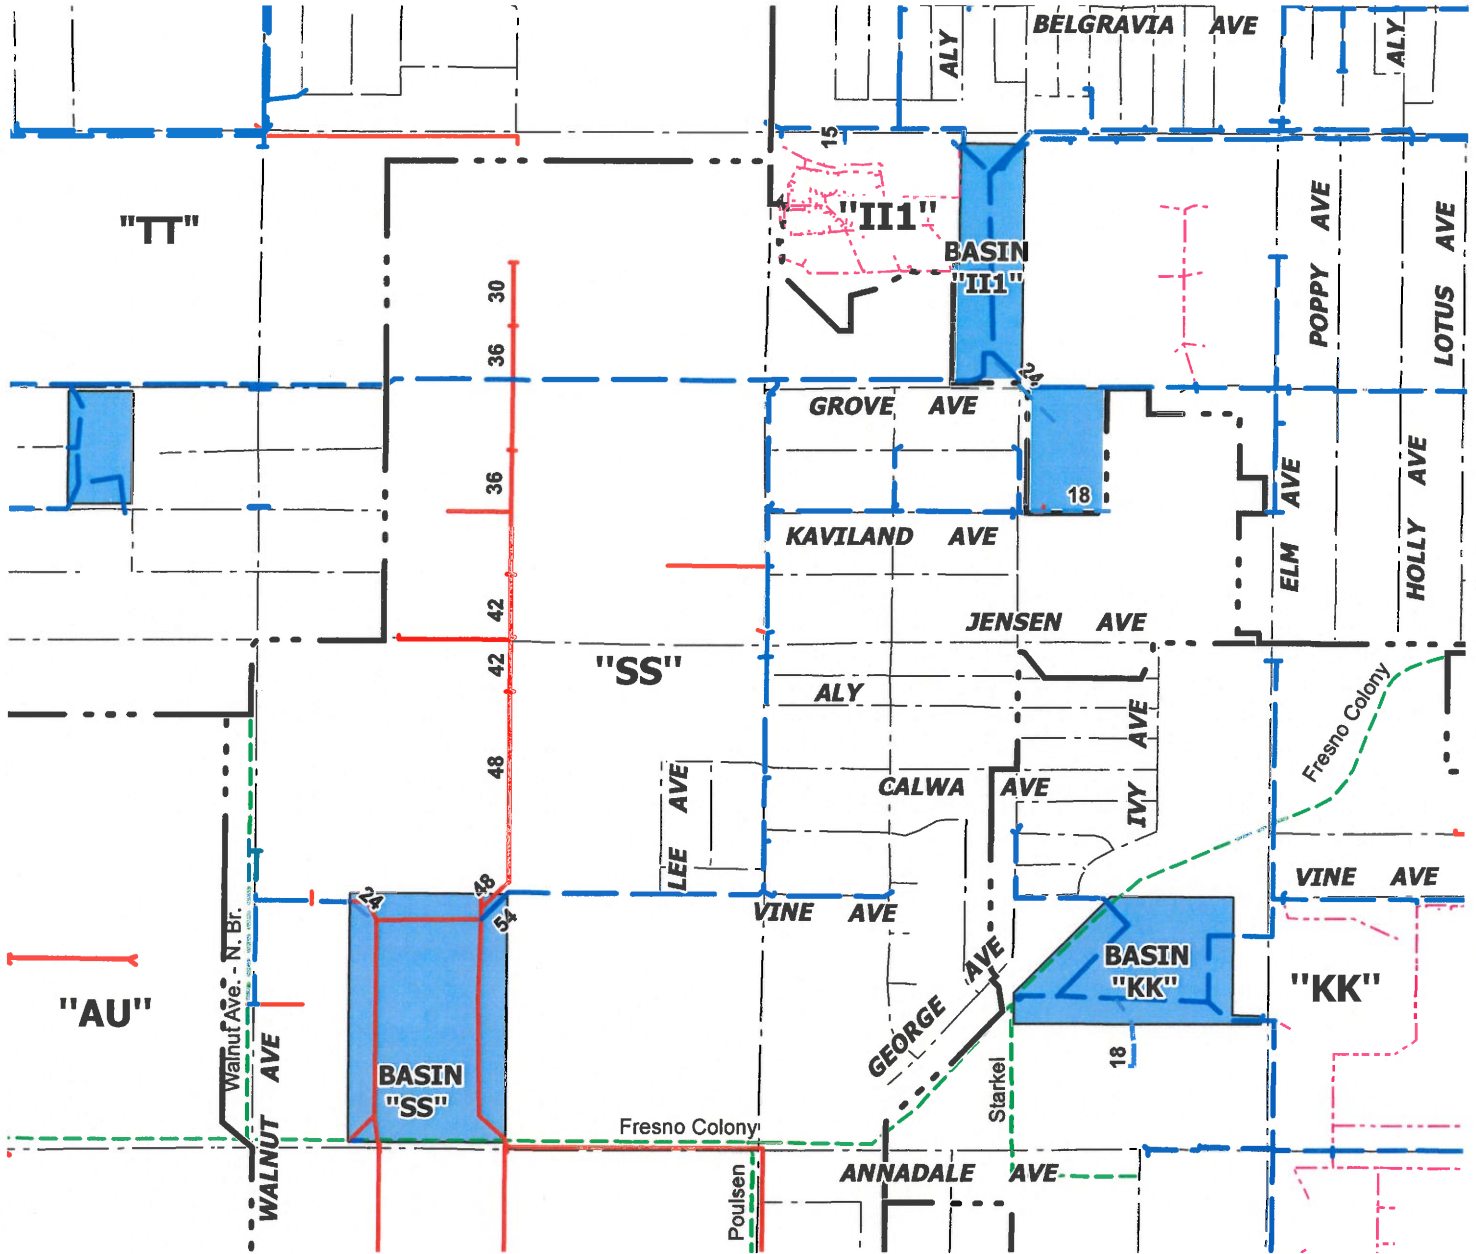 BELGRAVIA AVE
ALY
ALY
15
"TT"
"II1"
BASIN
"II1"
POPPY AVE
LOTUS AVE
30
36
24
GROVE AVE
36
18
KAVILAND AVE
ELM AVE
HOLLY AVE
42
JENSEN AVE
42
"SS"
ALY
IVY AVE
Fresno Colony
48
LEE AVE
CALWA AVE
24
48
54
VINE AVE
VINE AVE
Walnut Ave. - N. Br.
"AU"
GEORGE AVE
BASIN
"KK"
"KK"
18
WALNUT AVE
BASIN
"SS"
Starkel
Fresno Colony
Poulsen
ANNADALE AVE